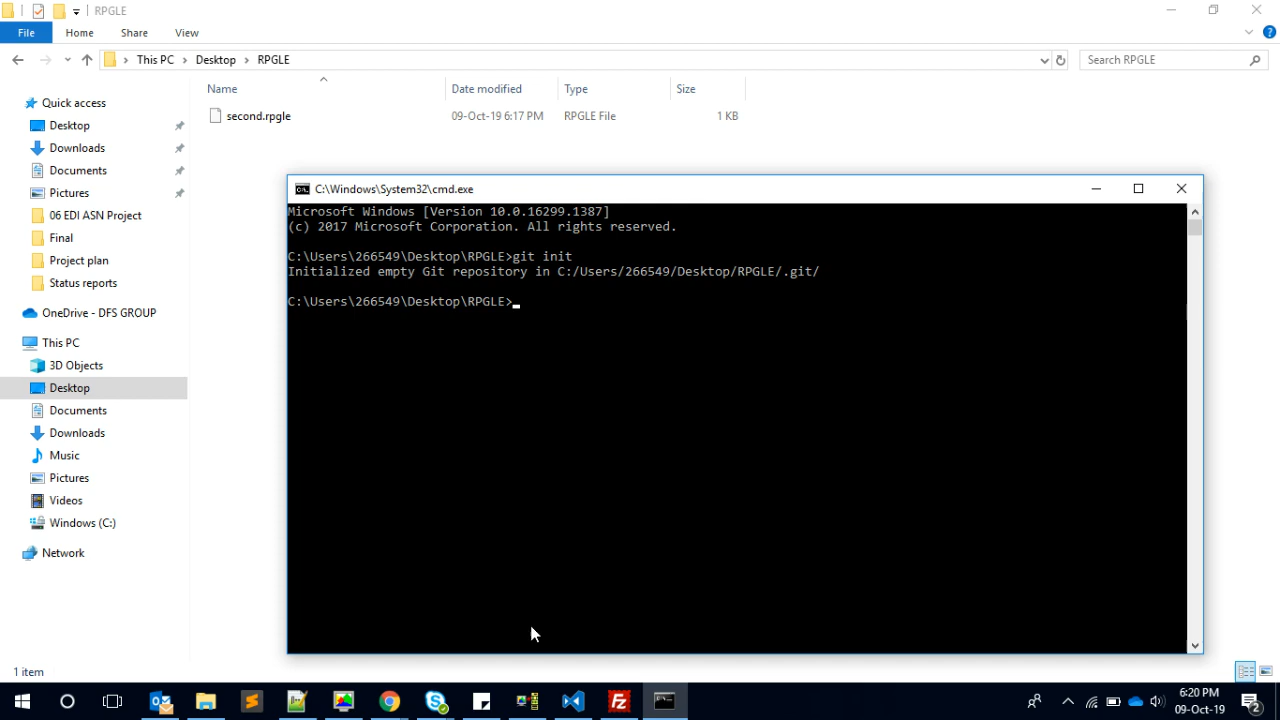 RPGLE
File Home Share View
This PC Desktop RPGLE Search RPGLE
Name Date modified Type Size
second.rpgle 09-Oct-19 6:17 PM RPGLE File 1 KB
Quick access
Desktop
Downloads
Documents
Pictures
06 EDI ASN Project
Final
Project plan
Status reports
OneDrive - DFS GROUP
This PC
3D Objects
Desktop
Documents
Downloads
Music
Pictures
Videos
Windows (C:)
Network
C:\Windows\System32\cmd.exe
Microsoft Windows [Version 10.0.16299.1387]
(c) 2017 Microsoft Corporation. All rights reserved.
C:\Users\266549\Desktop\RPGLE>git init
Initialized empty Git repository in C:/Users/266549/Desktop/RPGLE/.git/
C:\Users\266549\Desktop\RPGLE>
1 item
6:20 PM
09-Oct-19
2